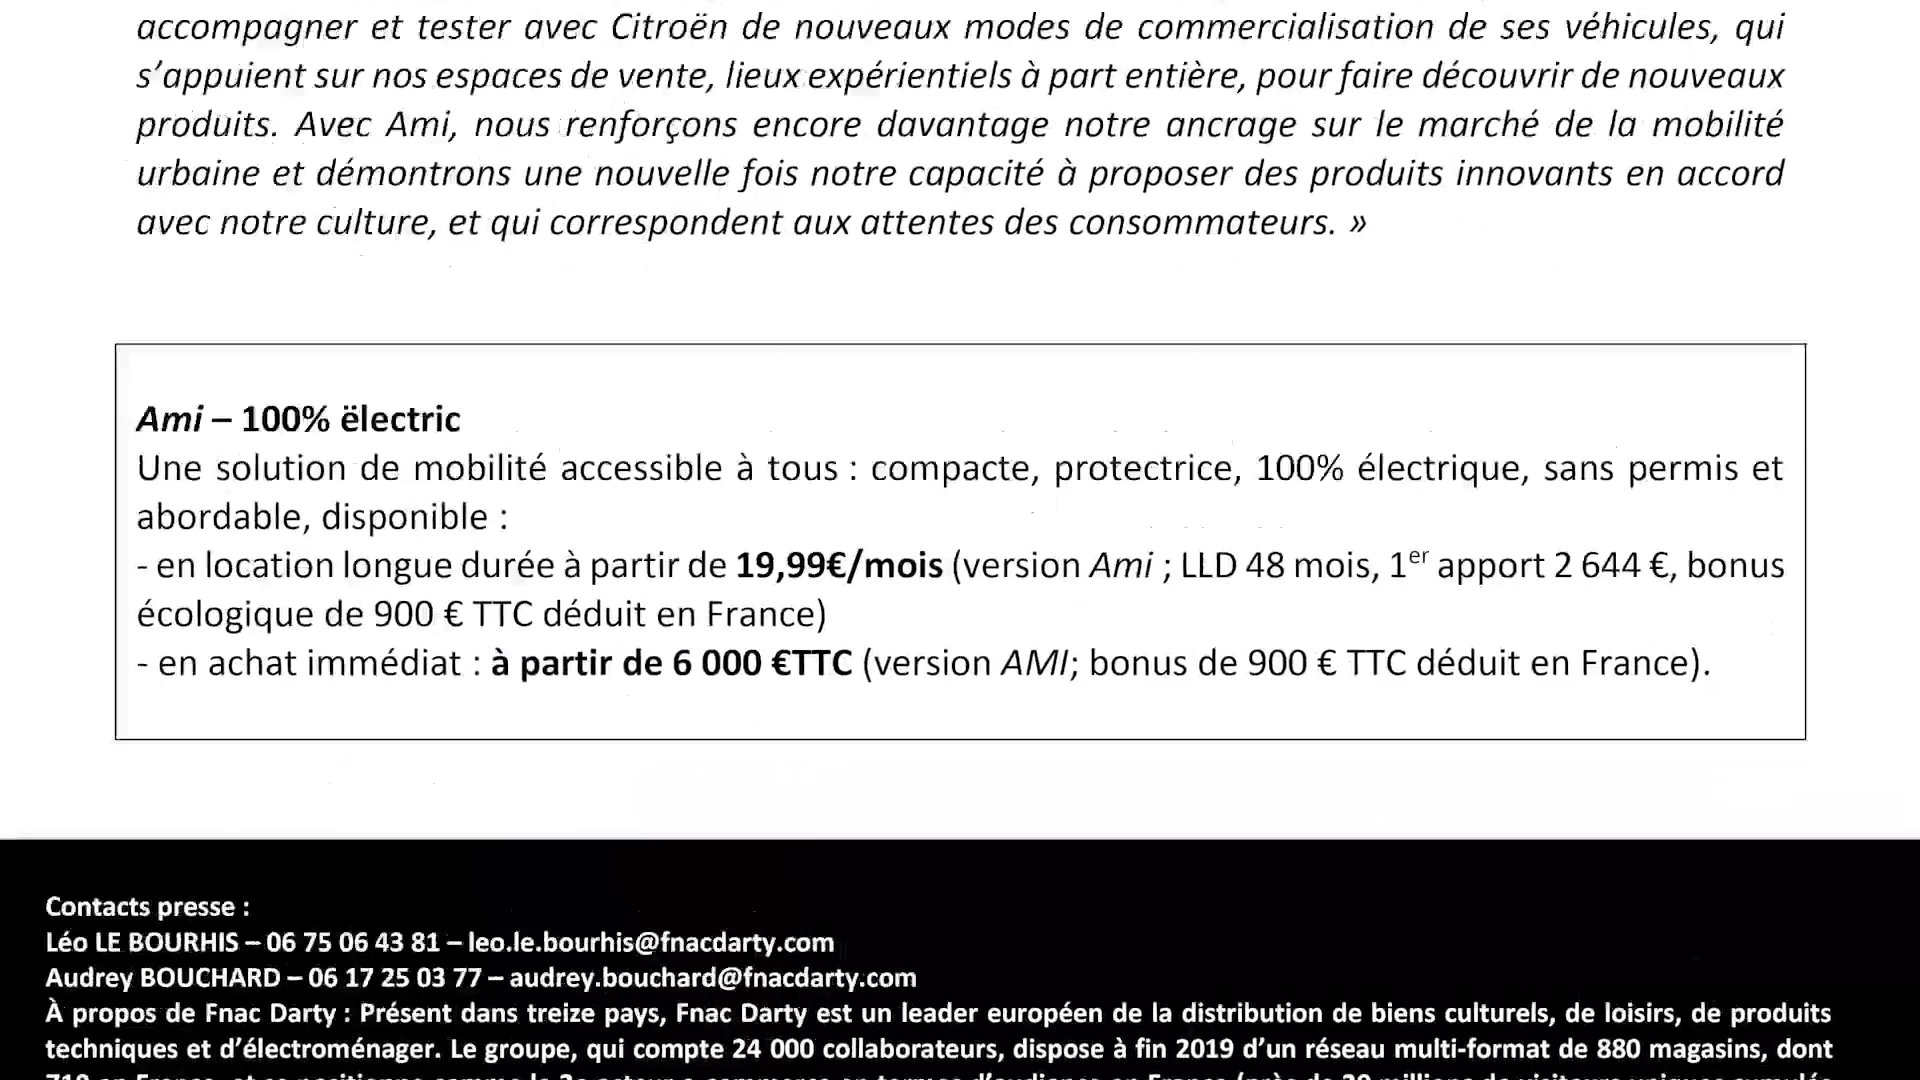 accompagner et tester avec Citroën de nouveaux modes de commercialisation de ses véhicules, qui
s’appuient sur nos espaces de vente, lieux expérientiels à part entière, pour faire découvrir de nouveaux
produits. Avec Ami, nous renforçons encore davantage notre ancrage sur le marché de la mobilité
urbaine et démontrons une nouvelle fois notre capacité à proposer des produits innovants en accord
avec notre culture, et qui correspondent aux attentes des consommateurs. »
Ami – 100% ëlectric
Une solution de mobilité accessible à tous : compacte, protectrice, 100% électrique, sans permis et
abordable, disponible :
- en location longue durée à partir de 19,99€/mois (version Ami ; LLD 48 mois, 1er apport 2 644 €, bonus
écologique de 900 € TTC déduit en France)
- en achat immédiat : à partir de 6 000 €TTC (version AMI; bonus de 900 € TTC déduit en France).
Contacts presse :
Léo LE BOURHIS – 06 75 06 43 81 – leo.le.bourhis@fnacdarty.com
Audrey BOUCHARD – 06 17 25 03 77 – audrey.bouchard@fnacdarty.com
À propos de Fnac Darty : Présent dans treize pays, Fnac Darty est un leader européen de la distribution de biens culturels, de loisirs, de produits
techniques et d’électroménager. Le groupe, qui compte 24 000 collaborateurs, dispose à fin 2019 d’un réseau multi-format de 880 magasins, dont